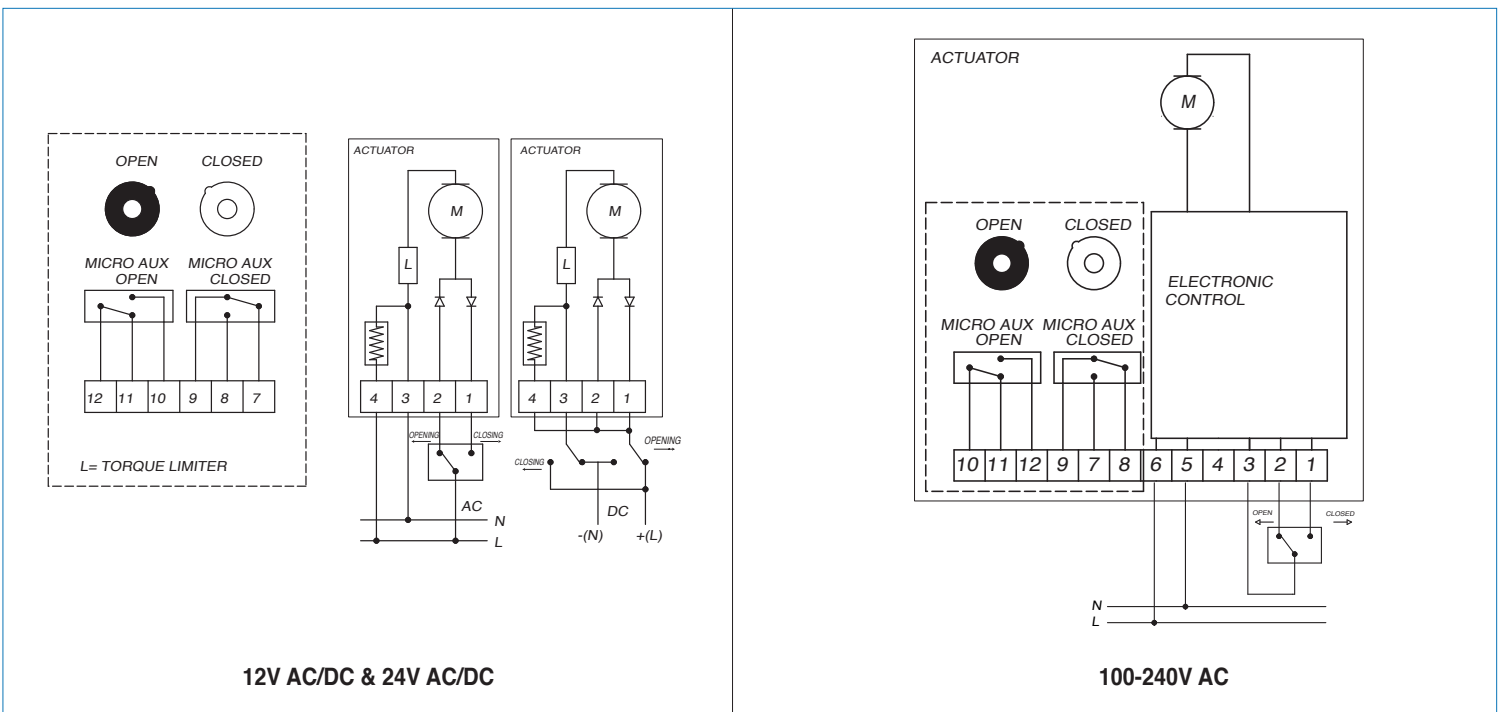 OPEN CLOSED
MICRO AUX OPEN MICRO AUX CLOSED
12 11 10 9 8 7
L= TORQUE LIMITER
ACTUATOR
M
L
4 3 2 1
OPENING CLOSING
AC
N
L
ACTUATOR
M
L
4 3 2 1
OPENING
CLOSING
DC
-(N) +(L)
12V AC/DC & 24V AC/DC
ACTUATOR
M
OPEN CLOSED
MICRO AUX OPEN MICRO AUX CLOSED
ELECTRONIC
CONTROL
10 11 12 9 7 8 6 5 4 3 2 1
OPEN CLOSED
N
L
100-240V AC